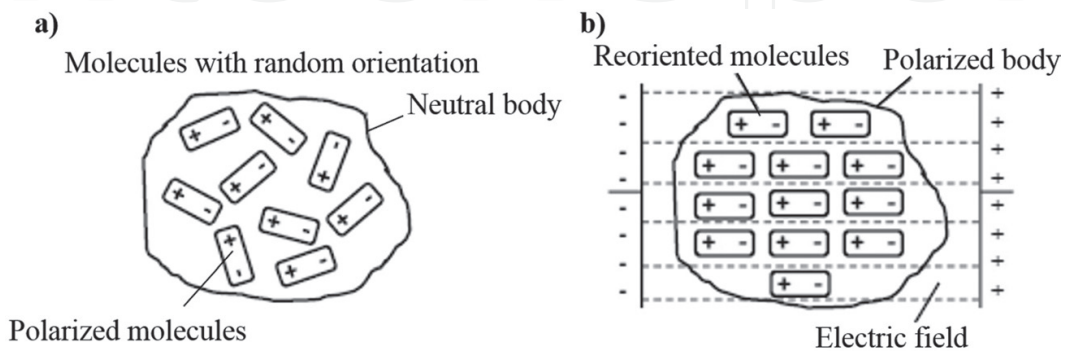 a)
Molecules with random orientation
Neutral body
+ -
+ -
+ -
+ -
+ -
+ -
+ -
+ -
+ -
Polarized molecules
b)
Reoriented molecules
Polarized body
- + - + - +
- +
- + - + - + - +
- +
- + - + - + - +
- + - + - + - +
- +
- + - +
Electric field